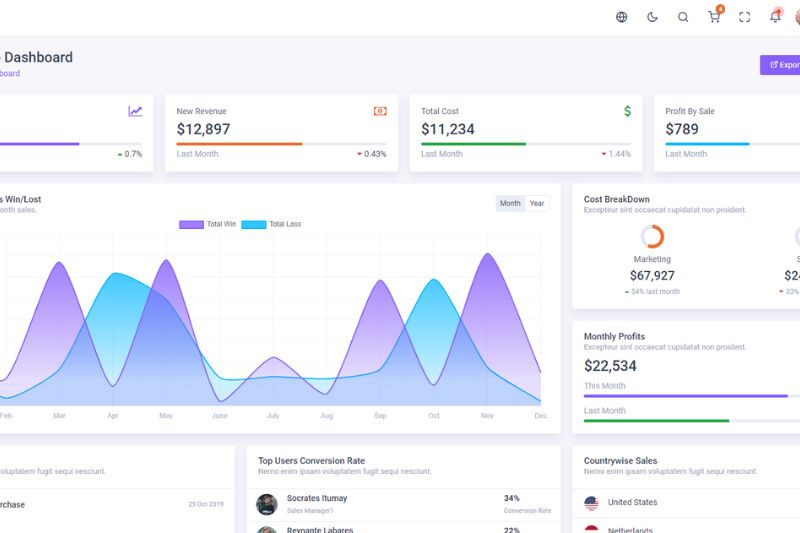 4
Dashboard
board
Expor
New Revenue
$12,897
Last Month
0.7%
0.43%
Total Cost
$11,234
Last Month
1.44%
Profit By Sale
$789
Last Month
s Win/Lost
onth sales.
Month Year
Total Win Total Loss
Feb Mar Apr May June July Aug Sep Oct Nov Dec
Cost BreakDown
Excepteur sint occaecat cupidatat non proident.
Marketing
$67,927
54% last month
S
$24
33%
Monthly Profits
Excepteur sint occaecat cupidatat non proident.
$22,534
This Month
Last Month
voluptatem fugit sequi nesciunt.
rchase
29 Oct 2019
Top Users Conversion Rate
Nemo enim ipsam voluptatem fugit sequi nesciunt.
Socrates Itumay
Sales Manager1
34%
Conversion Rate
Reynante Labares
22%
Countrywise Sales
Nemo enim ipsam voluptatem fugit sequi nesciunt.
United States
Netherlands